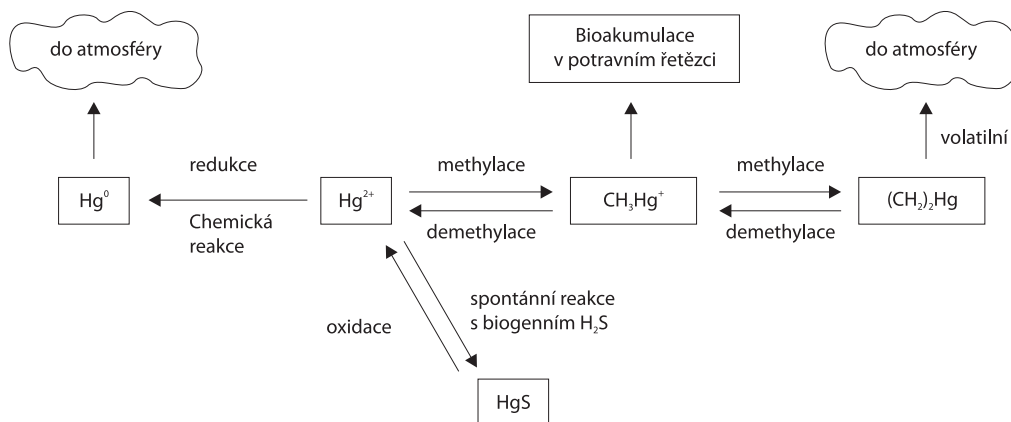 do atmosféry
Bioakumulace
v potravním řetězci
do atmosféry
volatilní
redukce
methylace
methylace
Hg⁰
Hg²⁺
CH₃Hg⁺
(CH₂)₂Hg
Chemická
reakce
demethylace
demethylace
oxidace
spontánní reakce
s biogenním H₂S
HgS